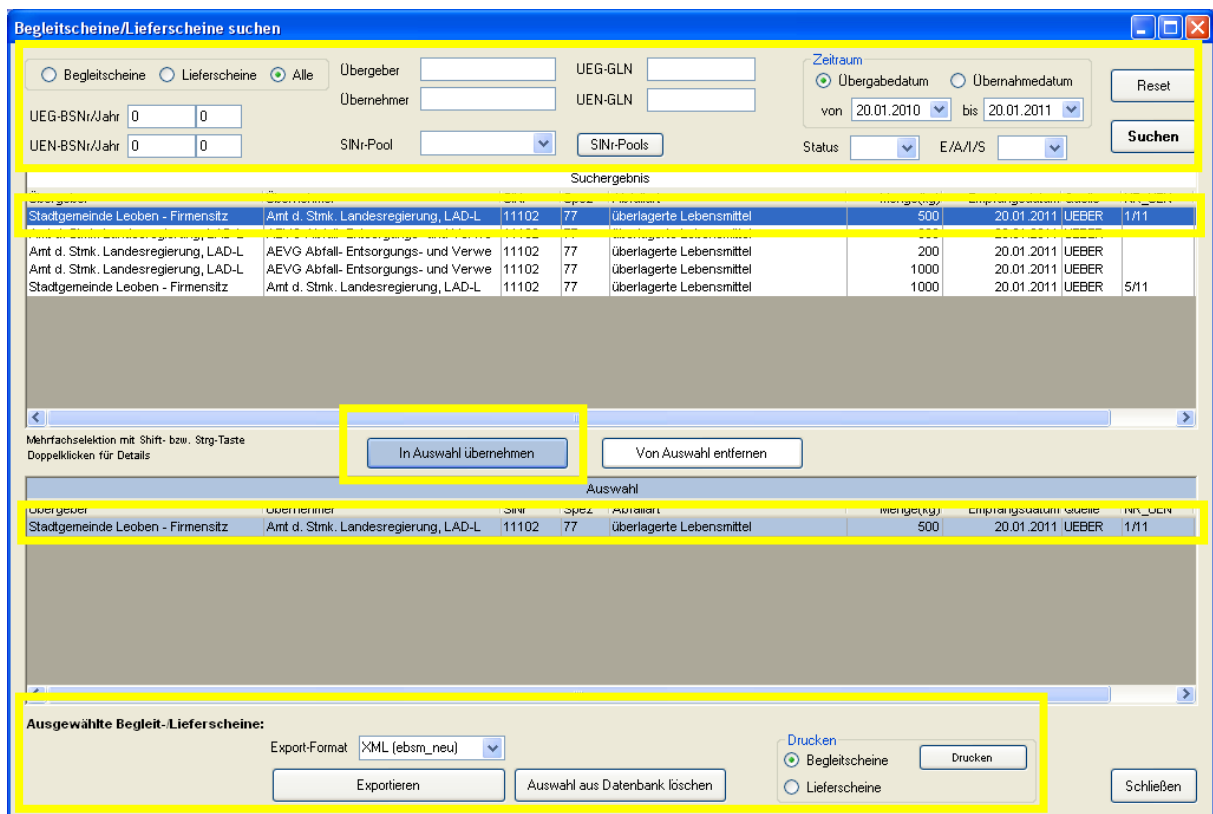 Begleitscheine/Lieferscheine suchen
Begleitscheine Lieferscheine Alle
Übergeber UEG-GLN
Übernehmer UEN-GLN
UEG-BSNr/Jahr 0 0
UEN-BSNr/Jahr 0 0
SlNr-Pool SlNr-Pools
Zeitraum
Übergabedatum Übernahmedatum
von 20.01.2010 bis 20.01.2011
Status E/A/I/S
Reset
Suchen
Suchergebnis
Stadtgemeinde Leoben - Firmensitz Amt d. Stmk. Landesregierung, LAD-L 11102 77 überlagerte Lebensmittel 500 20.01.2011 UEBER 1/11
Amt d. Stmk. Landesregierung, LAD-L AEVG Abfall- Entsorgungs- und Verwe 11102 77 überlagerte Lebensmittel 200 20.01.2011 UEBER
Amt d. Stmk. Landesregierung, LAD-L AEVG Abfall- Entsorgungs- und Verwe 11102 77 überlagerte Lebensmittel 1000 20.01.2011 UEBER
Stadtgemeinde Leoben - Firmensitz Amt d. Stmk. Landesregierung, LAD-L 11102 77 überlagerte Lebensmittel 1000 20.01.2011 UEBER 5/11
Mehrfachselektion mit Shift- bzw. Strg-Taste
Doppelklicken für Details
In Auswahl übernehmen Von Auswahl entfernen
Auswahl
Übergeber Übernehmer SlNr Spez Abfallart Menge(kg) Empfangsdatum Quelle NR_UEN
Stadtgemeinde Leoben - Firmensitz Amt d. Stmk. Landesregierung, LAD-L 11102 77 überlagerte Lebensmittel 500 20.01.2011 UEBER 1/11
Ausgewählte Begleit-/Lieferscheine:
Export-Format XML (ebsm_neu)
Exportieren Auswahl aus Datenbank löschen
Drucken
Begleitscheine Drucken
Lieferscheine
Schließen